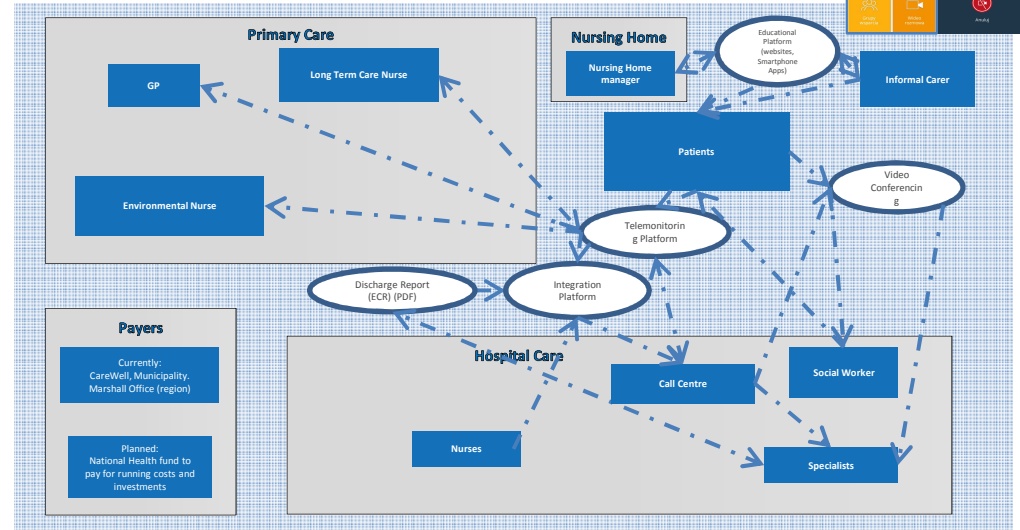 Primary Care
GP
Long Term Care Nurse
Environmental Nurse
Nursing Home
Nursing Home
manager
Educational
Platform
(websites,
Smartphone
Apps)
Informal Carer
Patients
Video
Conferencin
g
Telemonitorin
g Platform
Discharge Report
(ECR) (PDF)
Integration
Platform
Payers
Currently:
CareWell, Municipality.
Marshall Office (region)
Planned:
National Health fund to
pay for running costs and
investments
Hospital Care
Call Centre
Social Worker
Nurses
Specialists